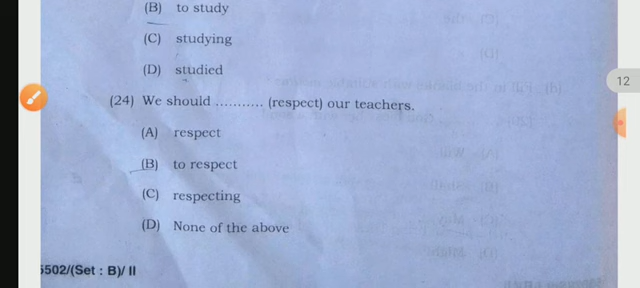 (B) to study
(C) studying
(D) studied
(24) We should ........... (respect) our teachers.
(A) respect
(B) to respect
(C) respecting
(D) None of the above
5502/(Set : B)/ II
12